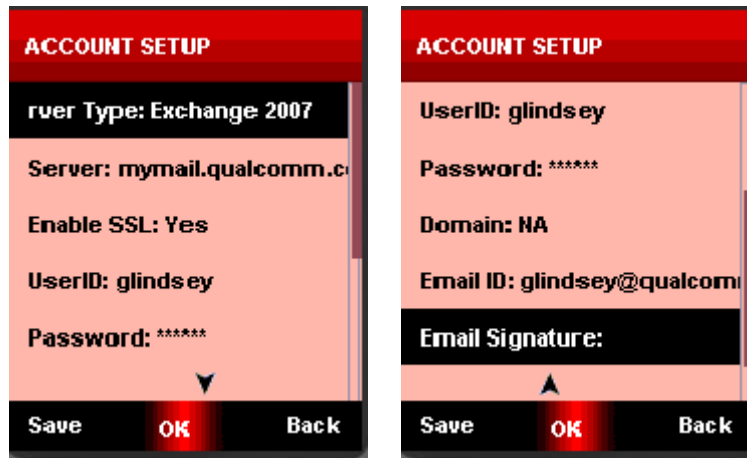 ACCOUNT SETUP
rver Type: Exchange 2007
Server: mymail.qualcomm.c
Enable SSL: Yes
UserID: glindsey
Password: ******
Save OK Back
ACCOUNT SETUP
UserID: glindsey
Password: ******
Domain: NA
Email ID: glindsey@qualcom
Email Signature:
Save OK Back